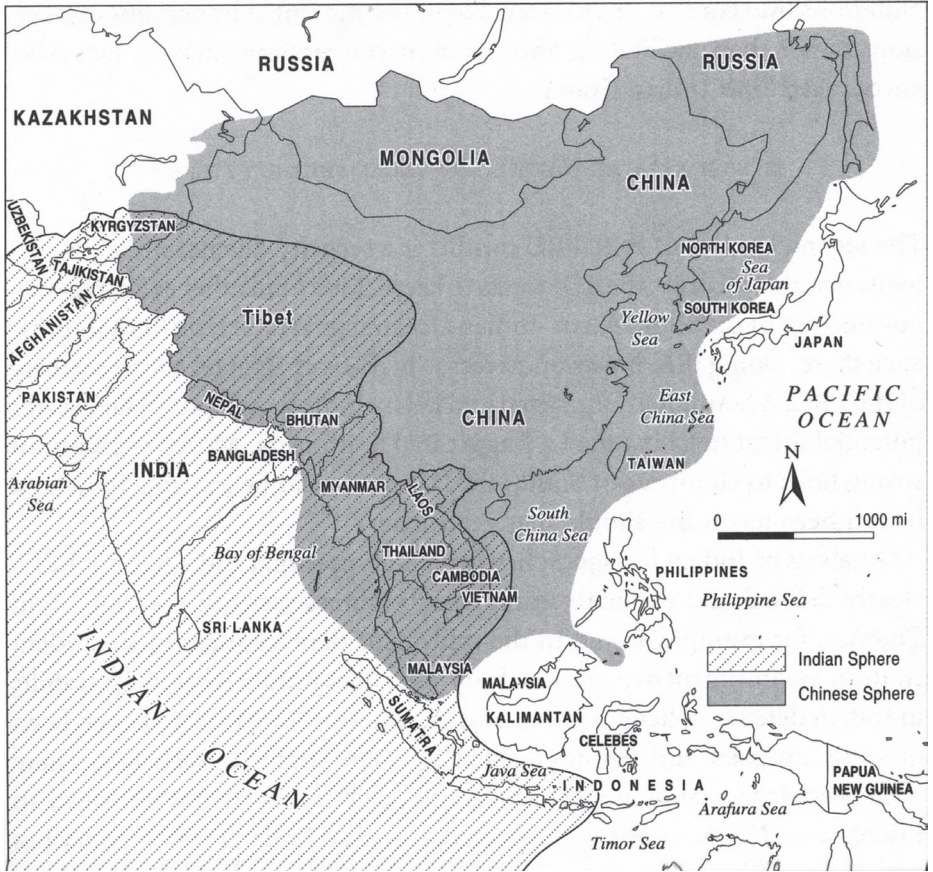 RUSSIA
RUSSIA
KAZAKHSTAN
MONGOLIA
CHINA
UZBEKISTAN
KYRGYZSTAN
TAJIKISTAN
AFGHANISTAN
Tibet
NORTH KOREA
Sea
of Japan
SOUTH KOREA
Yellow
Sea
JAPAN
PAKISTAN
NEPAL
BHUTAN
CHINA
East
China Sea
PACIFIC
OCEAN
BANGLADESH
INDIA
MYANMAR
LAOS
TAIWAN
N
Arabian
Sea
South
China Sea
0 1000 mi
Bay of Bengal
THAILAND
CAMBODIA
VIETNAM
PHILIPPINES
Philippine Sea
SRI LANKA
Indian Sphere
Chinese Sphere
MALAYSIA
MALAYSIA
KALIMANTAN
SUMATRA
CELEBES
INDIAN
OCEAN
Java Sea
INDONESIA
PAPUA
NEW GUINEA
Arafura Sea
Timor Sea